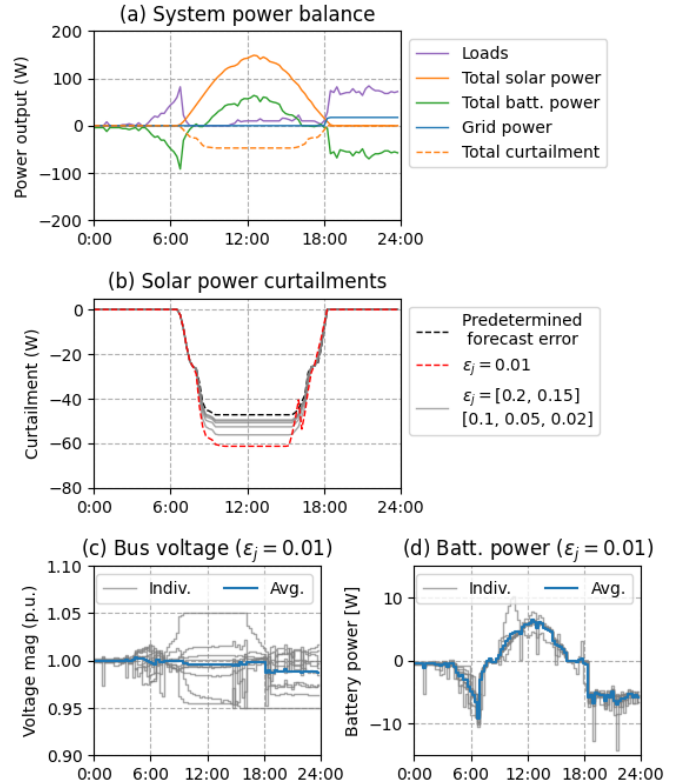 (a) System power balance
Power output (W)
200
100
0
−100
−200
0:00 6:00 12:00 18:00 24:00
Loads
Total solar power
Total batt. power
Grid power
Total curtailment
(b) Solar power curtailments
Curtailment (W)
0
−20
−40
−60
−80
0:00 6:00 12:00 18:00 24:00
Predetermined
forecast error
εj = 0.01
εj = [0.2, 0.15]
[0.1, 0.05, 0.02]
(c) Bus voltage (εj = 0.01)
Voltage mag (p.u.)
1.10
1.05
1.00
0.95
0.90
0:00 6:00 12:00 18:00 24:00
Indiv. Avg.
(d) Batt. power (εj = 0.01)
Battery power [W]
10
0
−10
0:00 6:00 12:00 18:00 24:00
Indiv. Avg.